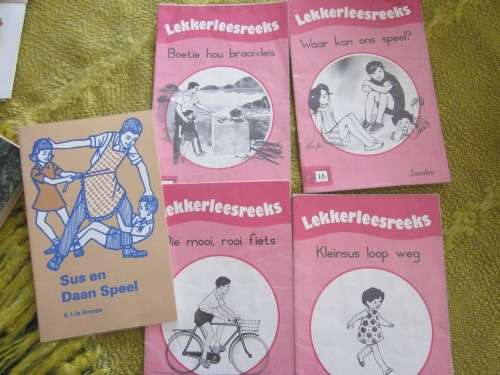 Lekkerleesreeks
Boetie hou braaivleis
Lekkerleesreeks
Waar kan ons speel?
16
Jacoba
Sus en
Daan Speel
Lekkerleesreeks
Die mooi, rooi fiets
Lekkerleesreeks
Kleinsus loop weg